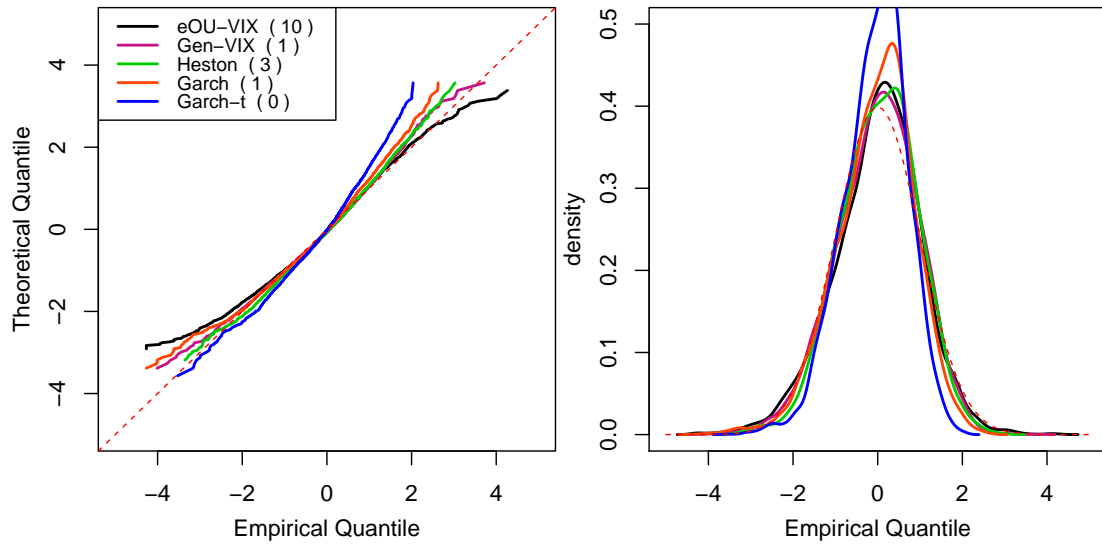 eOU−VIX ( 10 )
Gen−VIX ( 1 )
Heston ( 3 )
Garch ( 1 )
Garch−t ( 0 )
Theoretical Quantile
4
2
0
−2
−4
−4 −2 0 2 4
Empirical Quantile
density
0.5
0.4
0.3
0.2
0.1
0.0
−4 −2 0 2 4
Empirical Quantile